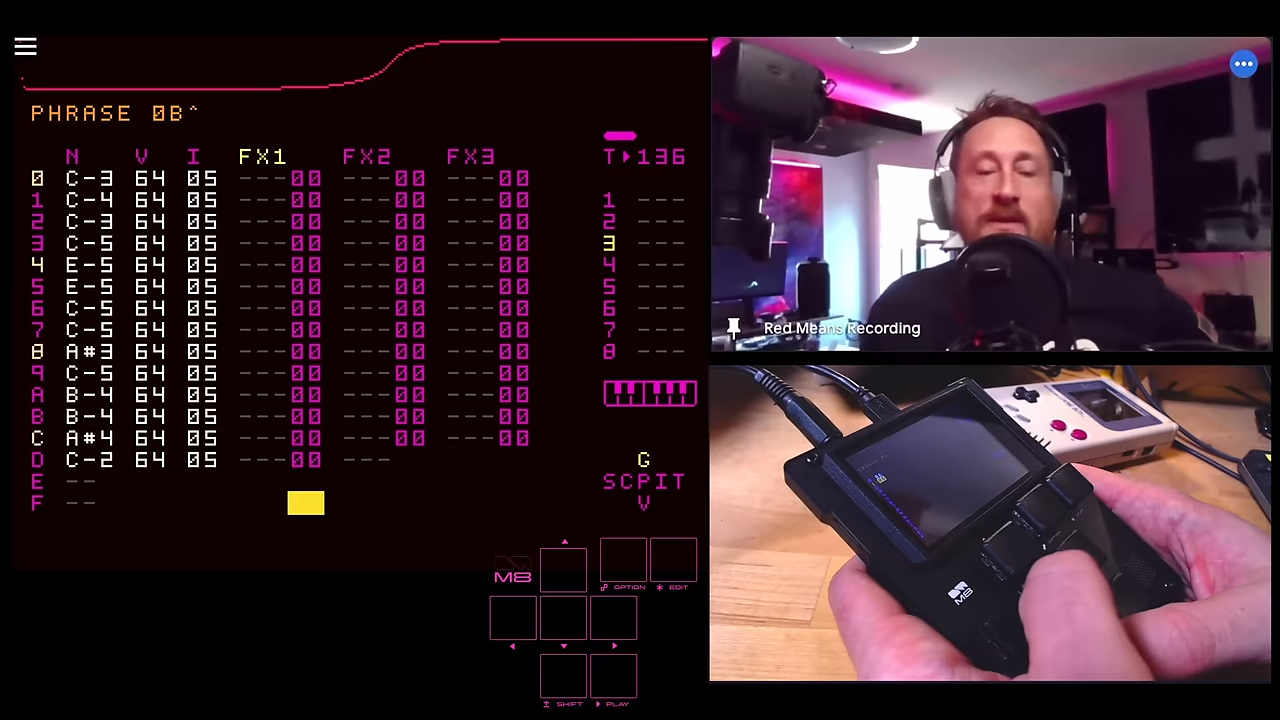 PHRASE 0B^
N V I FX1 FX2 FX3 T▸136
0 C-3 64 05 ---00 ---00 ---00
1 C-4 64 05 ---00 ---00 ---00 1 ---
2 C-5 64 05 ---00 ---00 ---00 2 ---
3 C-5 64 05 ---00 ---00 ---00 3 ---
4 E-5 64 05 ---00 ---00 ---00 4 ---
5 E-5 64 05 ---00 ---00 ---00 5 ---
6 C-5 64 05 ---00 ---00 ---00 6 ---
7 C-5 64 05 ---00 ---00 ---00 7 ---
8 A#3 64 05 ---00 ---00 ---00 8 ---
9 C-5 64 05 ---00 ---00 ---00
A B-4 64 05 ---00 ---00 ---00
B B-4 64 05 ---00 ---00 ---00
C A#4 64 05 ---00 ---00 ---00
D C-2 64 05 ---00 ---
E --
F --
G
SCPIT
V
M8
OPTION
EDIT
SHIFT
PLAY
Red Means Recording
M8